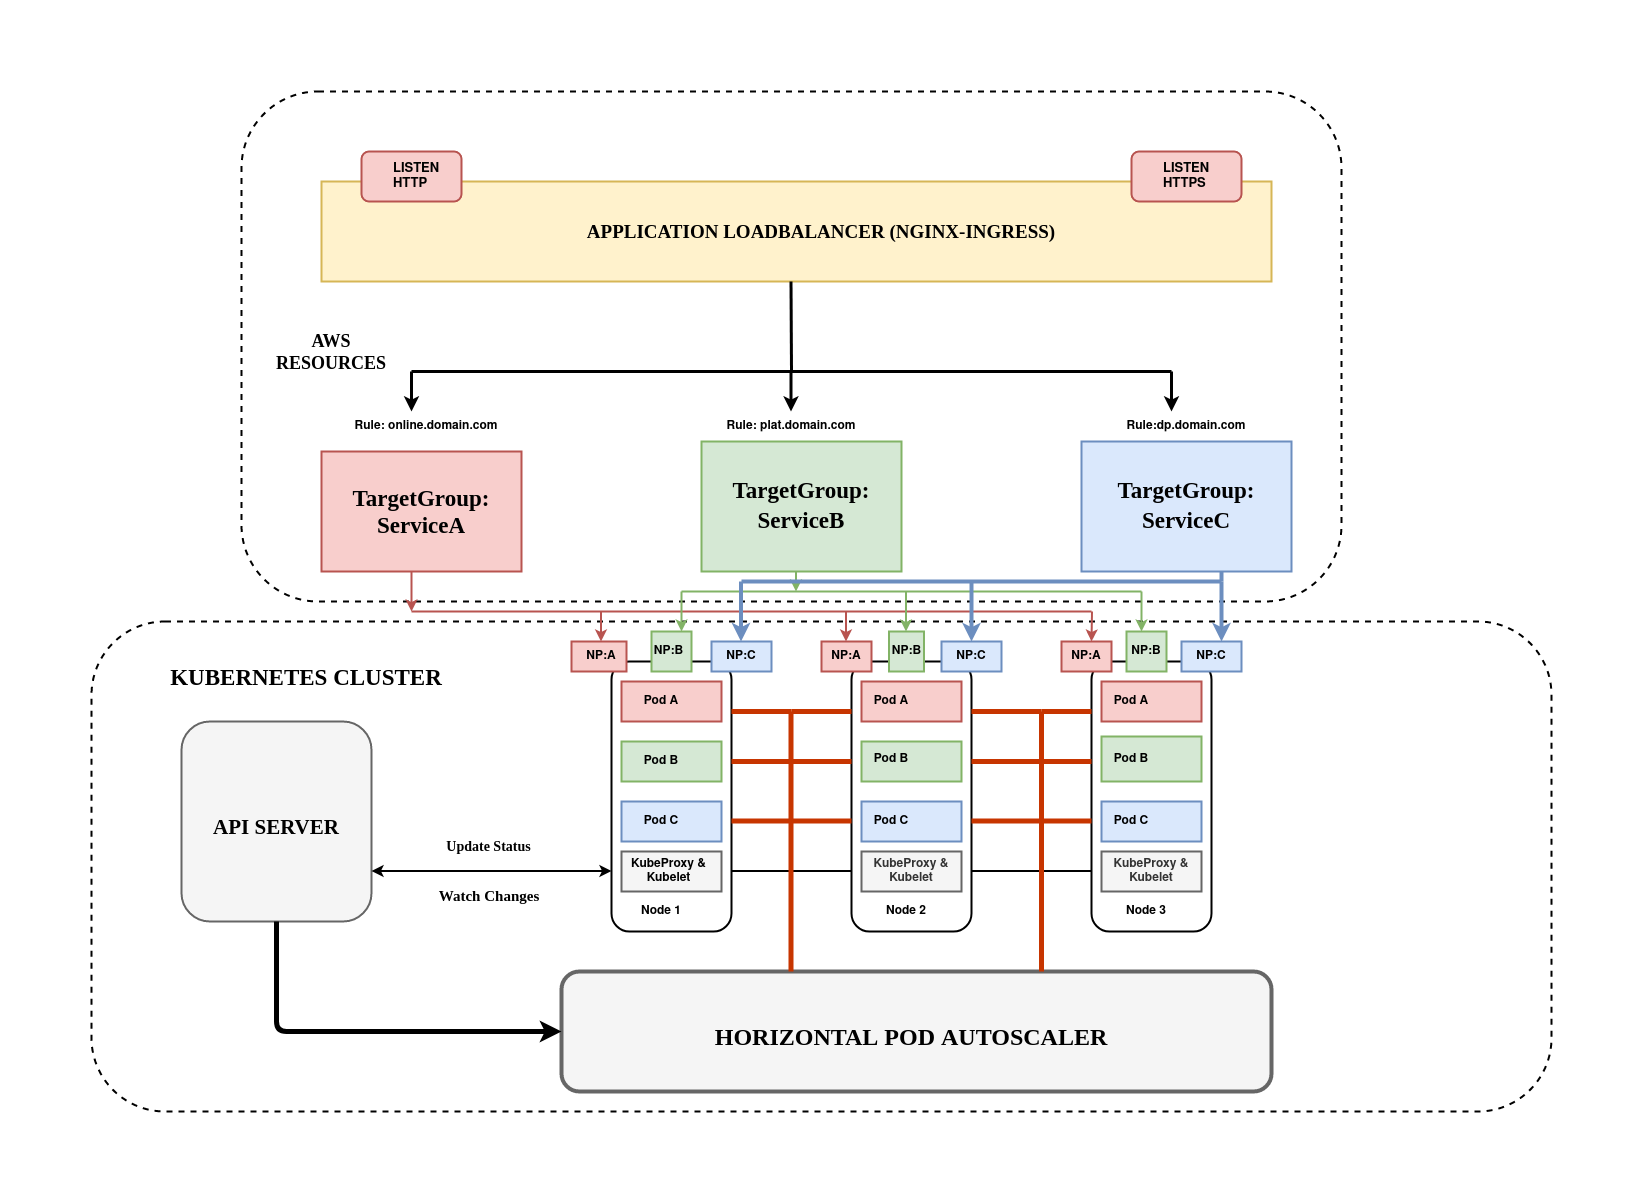 LISTEN
HTTP
LISTEN
HTTPS
APPLICATION LOADBALANCER (NGINX-INGRESS)
AWS
RESOURCES
Rule: online.domain.com
Rule: plat.domain.com
Rule:dp.domain.com
TargetGroup:
ServiceA
TargetGroup:
ServiceB
TargetGroup:
ServiceC
KUBERNETES CLUSTER
NP:A
NP:B
NP:C
NP:A
NP:B
NP:C
NP:A
NP:B
NP:C
API SERVER
Update Status
Watch Changes
Pod A
Pod B
Pod C
KubeProxy &
Kubelet
Node 1
Pod A
Pod B
Pod C
KubeProxy &
Kubelet
Node 2
Pod A
Pod B
Pod C
KubeProxy &
Kubelet
Node 3
HORIZONTAL POD AUTOSCALER